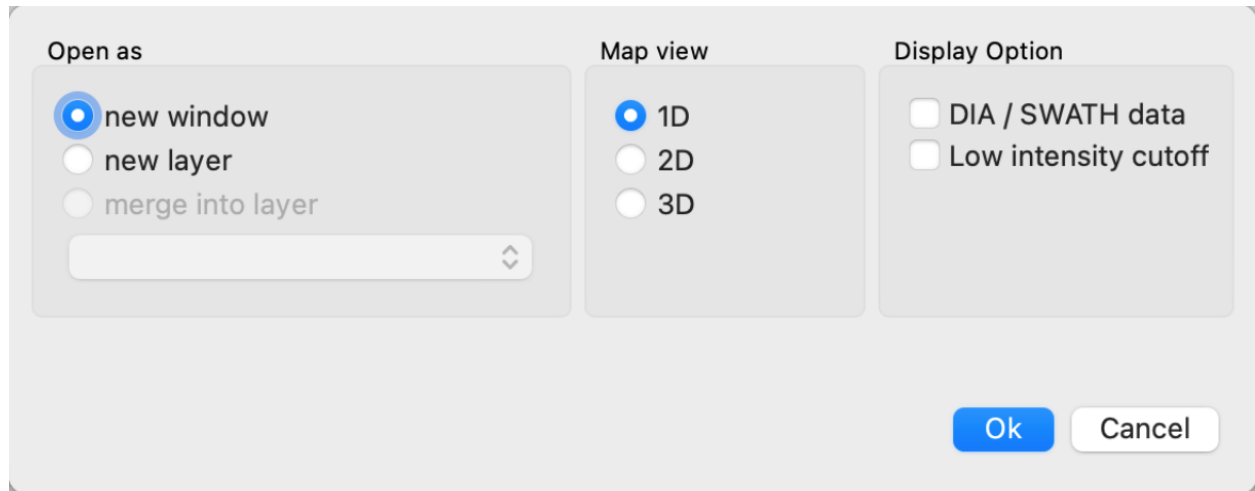 Open as
new window
new layer
merge into layer
Map view
1D
2D
3D
Display Option
DIA / SWATH data
Low intensity cutoff
Ok
Cancel